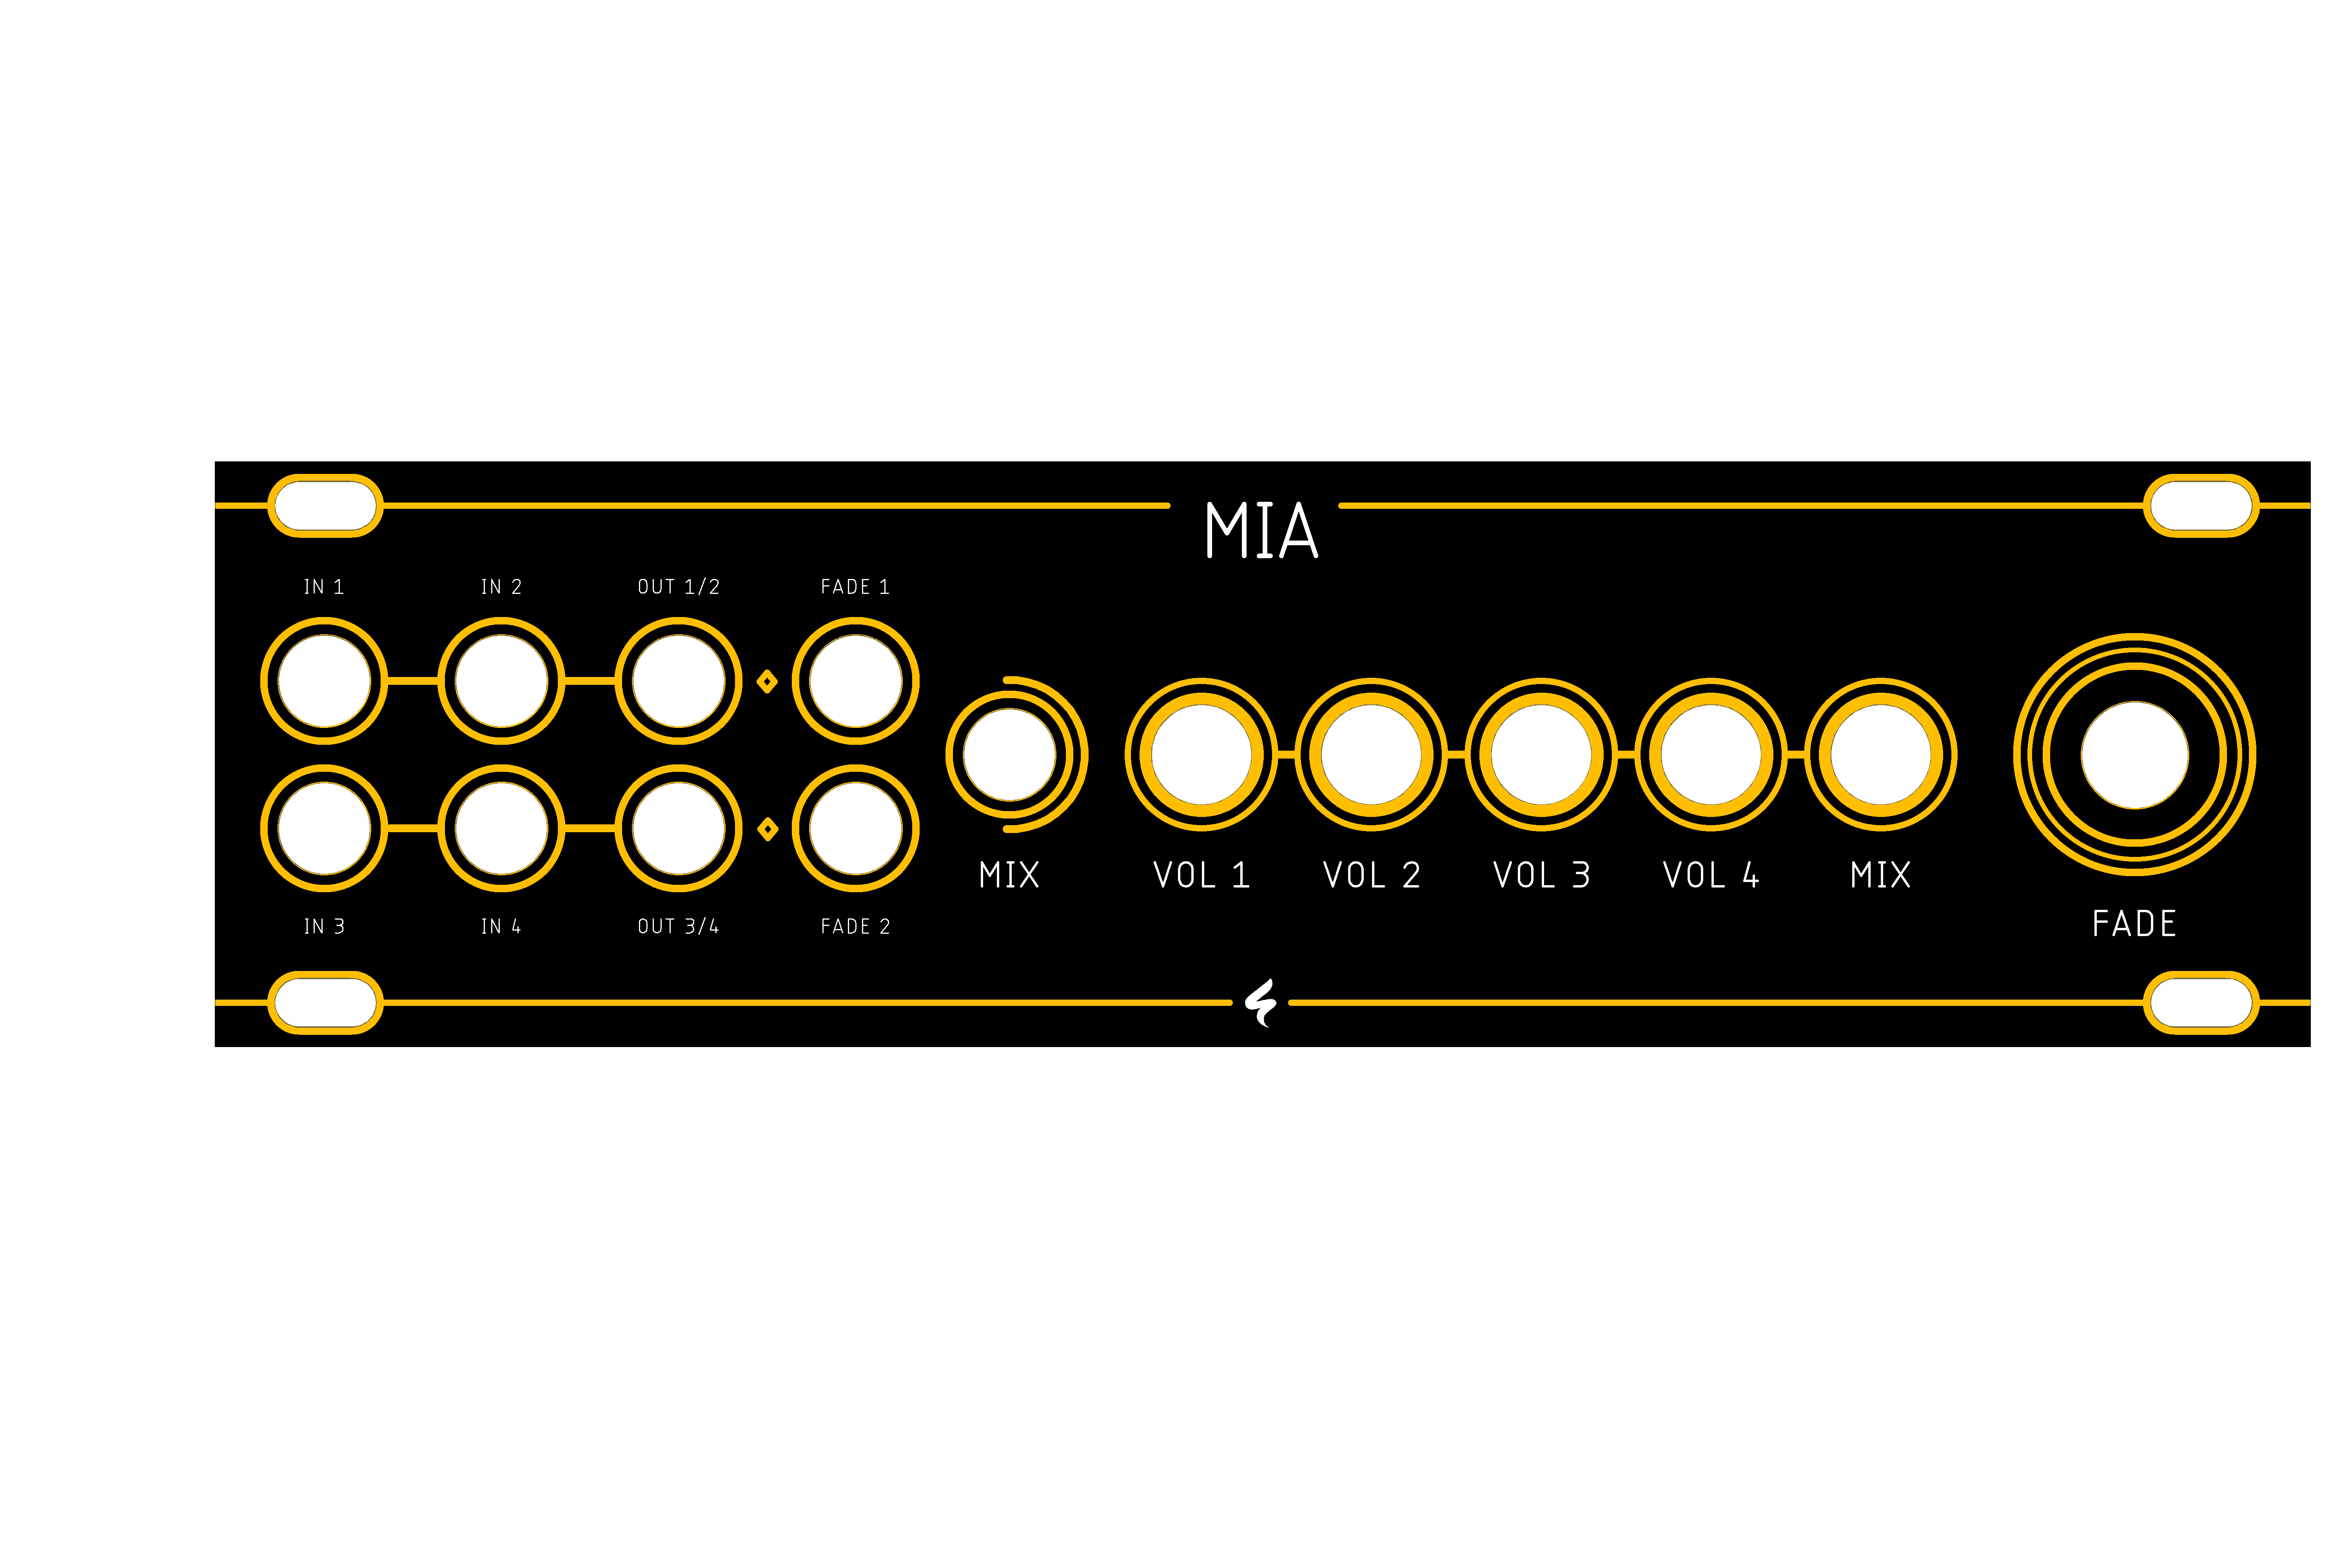 MIA
IN 1
IN 2
OUT 1/2
FADE 1
MIX
VOL 1
VOL 2
VOL 3
VOL 4
MIX
FADE
IN 3
IN 4
OUT 3/4
FADE 2